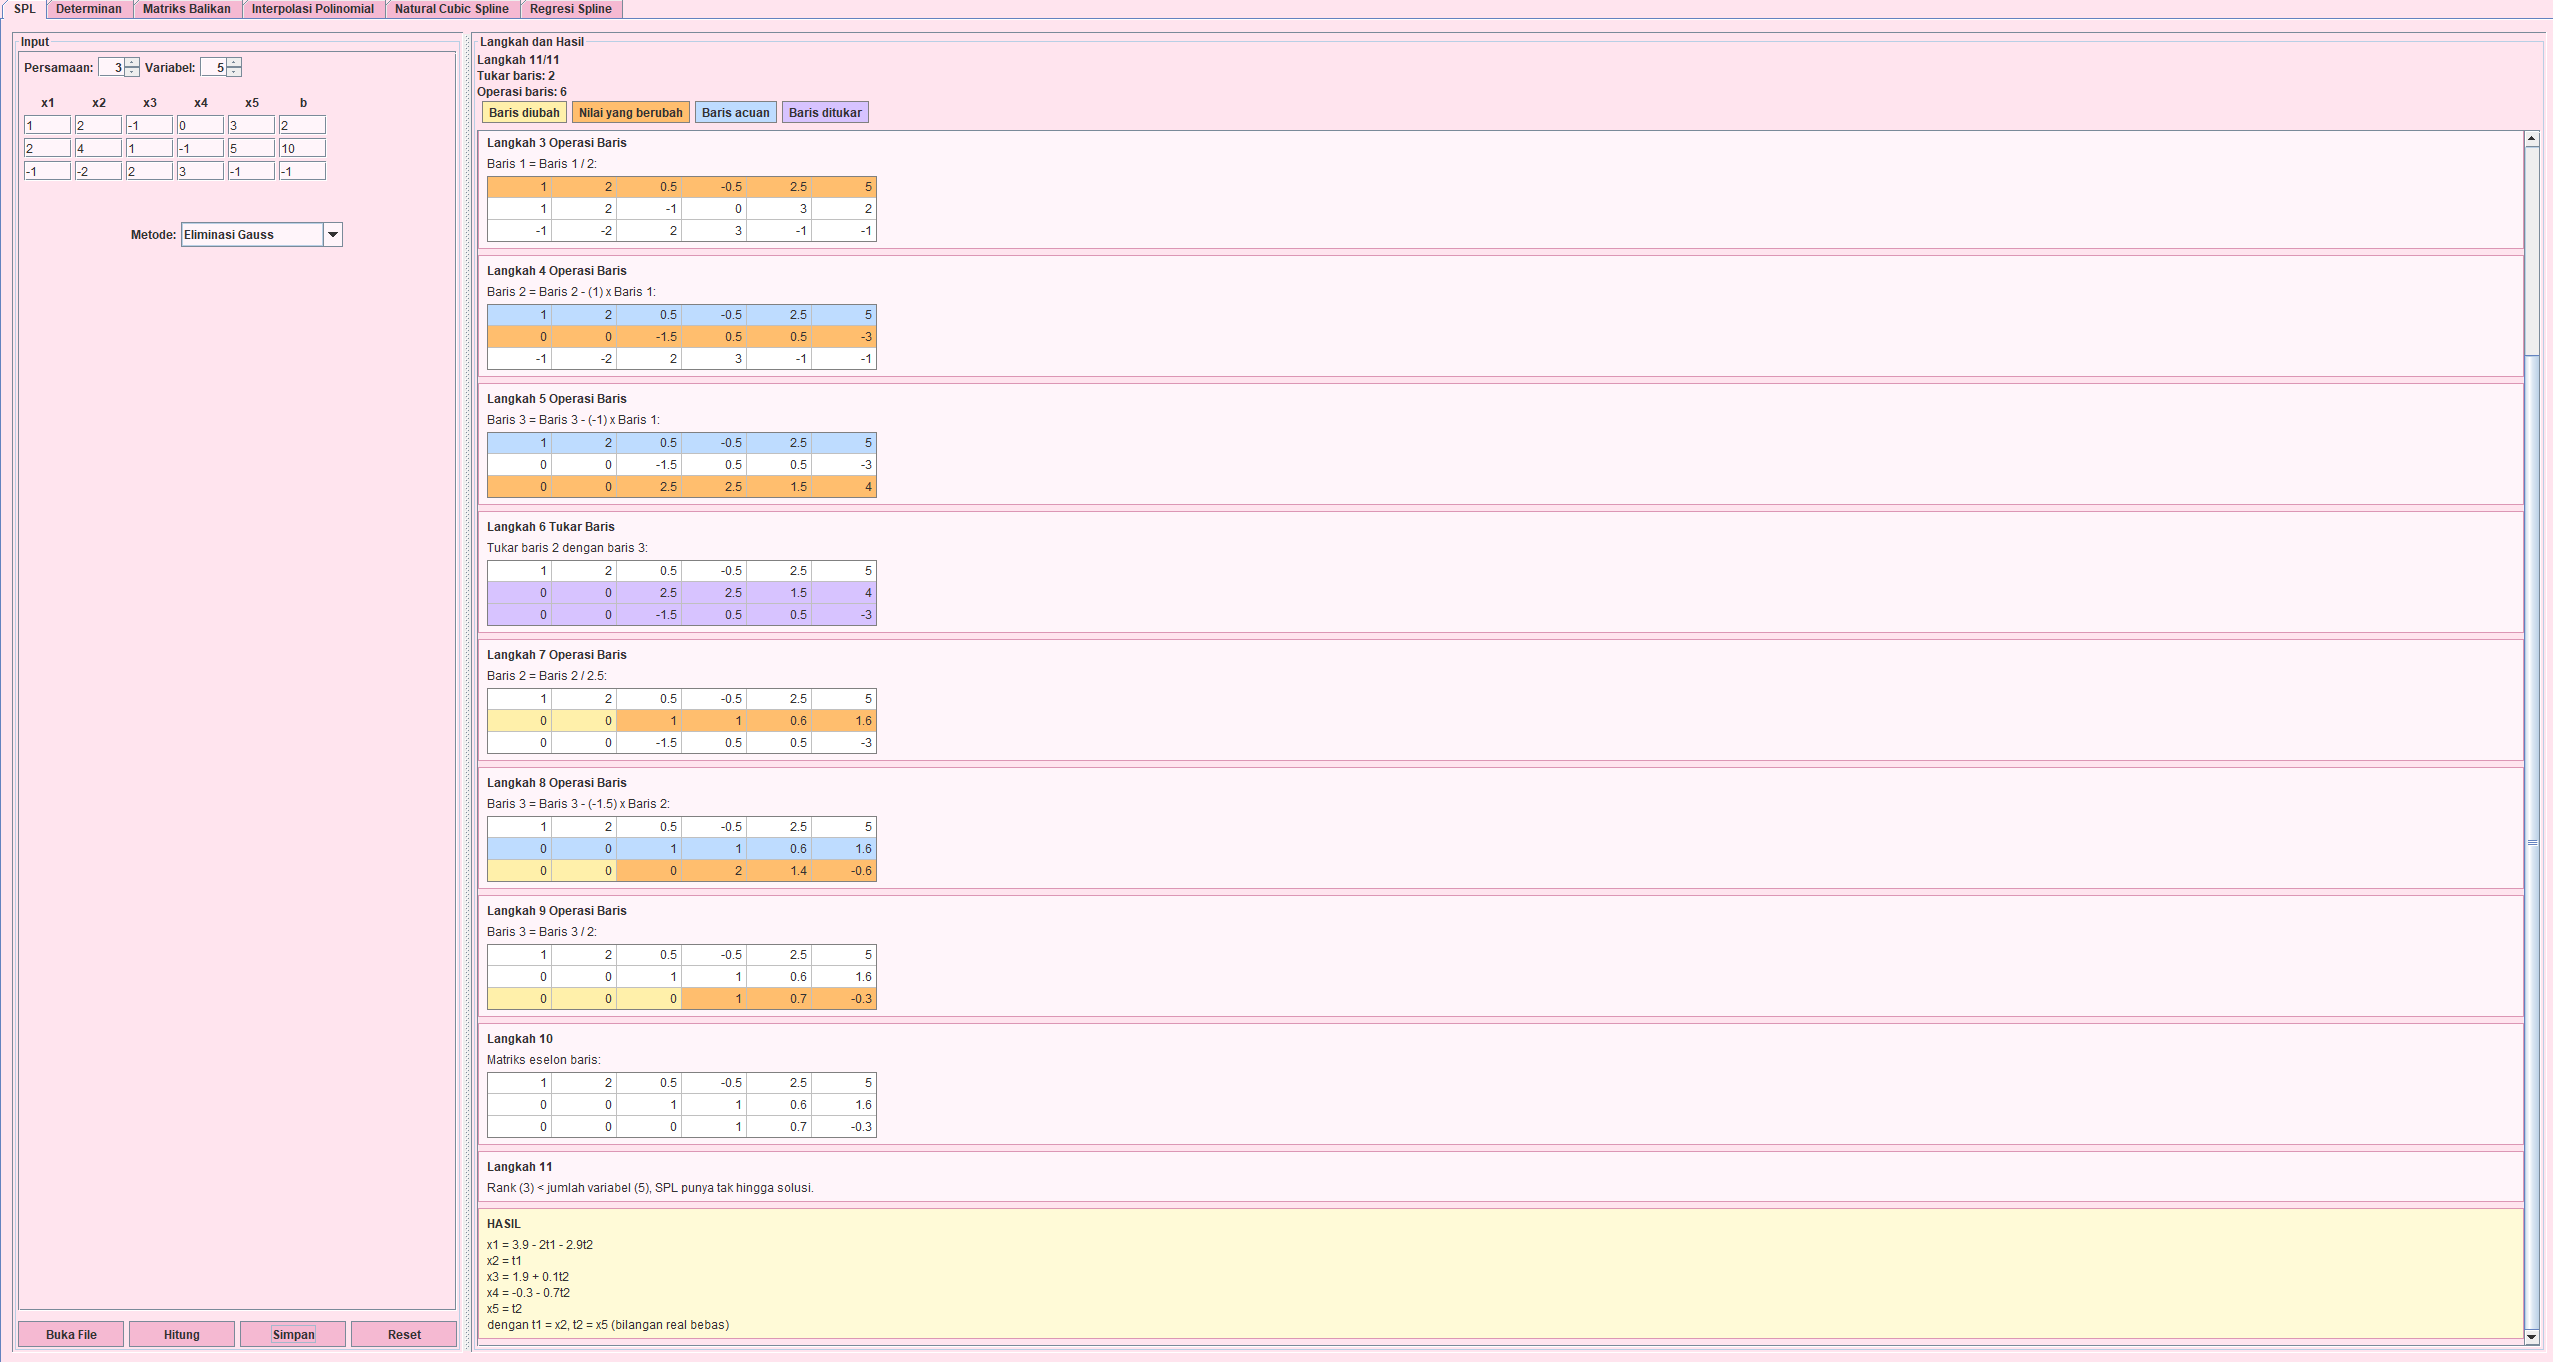 SPL Determinan Matriks Balikan Interpolasi Polinomial Natural Cubic Spline Regresi Spline
Input
Persamaan: 3 Variabel: 5
x1 x2 x3 x4 x5 b
1 2 -1 0 3 2
2 4 1 -1 5 10
-1 -2 2 3 -1 -1
Metode: Eliminasi Gauss
Buka File Hitung Simpan Reset
Langkah dan Hasil
Langkah 11/11
Tukar baris: 2
Operasi baris: 6
Baris diubah Nilai yang berubah Baris acuan Baris ditukar
Langkah 3 Operasi Baris
Baris 1 = Baris 1 / 2:
1 2 0.5 -0.5 2.5 5
1 2 -1 0 3 2
-1 -2 2 3 -1 -1
Langkah 4 Operasi Baris
Baris 2 = Baris 2 - (1) x Baris 1:
1 2 0.5 -0.5 2.5 5
0 0 -1.5 0.5 0.5 -3
-1 -2 2 3 -1 -1
Langkah 5 Operasi Baris
Baris 3 = Baris 3 - (-1) x Baris 1:
1 2 0.5 -0.5 2.5 5
0 0 -1.5 0.5 0.5 -3
0 0 2.5 2.5 1.5 4
Langkah 6 Tukar Baris
Tukar baris 2 dengan baris 3:
1 2 0.5 -0.5 2.5 5
0 0 2.5 2.5 1.5 4
0 0 -1.5 0.5 0.5 -3
Langkah 7 Operasi Baris
Baris 2 = Baris 2 / 2.5:
1 2 0.5 -0.5 2.5 5
0 0 1 1 0.6 1.6
0 0 -1.5 0.5 0.5 -3
Langkah 8 Operasi Baris
Baris 3 = Baris 3 - (-1.5) x Baris 2:
1 2 0.5 -0.5 2.5 5
0 0 1 1 0.6 1.6
0 0 0 2 1.4 -0.6
Langkah 9 Operasi Baris
Baris 3 = Baris 3 / 2:
1 2 0.5 -0.5 2.5 5
0 0 1 1 0.6 1.6
0 0 0 1 0.7 -0.3
Langkah 10
Matriks eselon baris:
1 2 0.5 -0.5 2.5 5
0 0 1 1 0.6 1.6
0 0 0 1 0.7 -0.3
Langkah 11
Rank (3) < jumlah variabel (5), SPL punya tak hingga solusi.
HASIL
x1 = 3.9 - 2t1 - 2.9t2
x2 = t1
x3 = 1.9 + 0.1t2
x4 = -0.3 - 0.7t2
x5 = t2
dengan t1 = x2, t2 = x5 (bilangan real bebas)